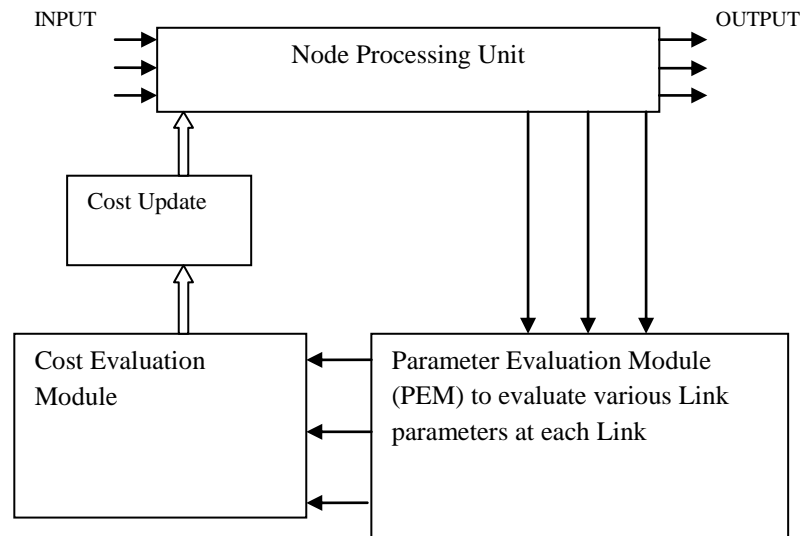 INPUT
OUTPUT
Node Processing Unit
Cost Update
Cost Evaluation
Module
Parameter Evaluation Module
(PEM) to evaluate various Link
parameters at each Link